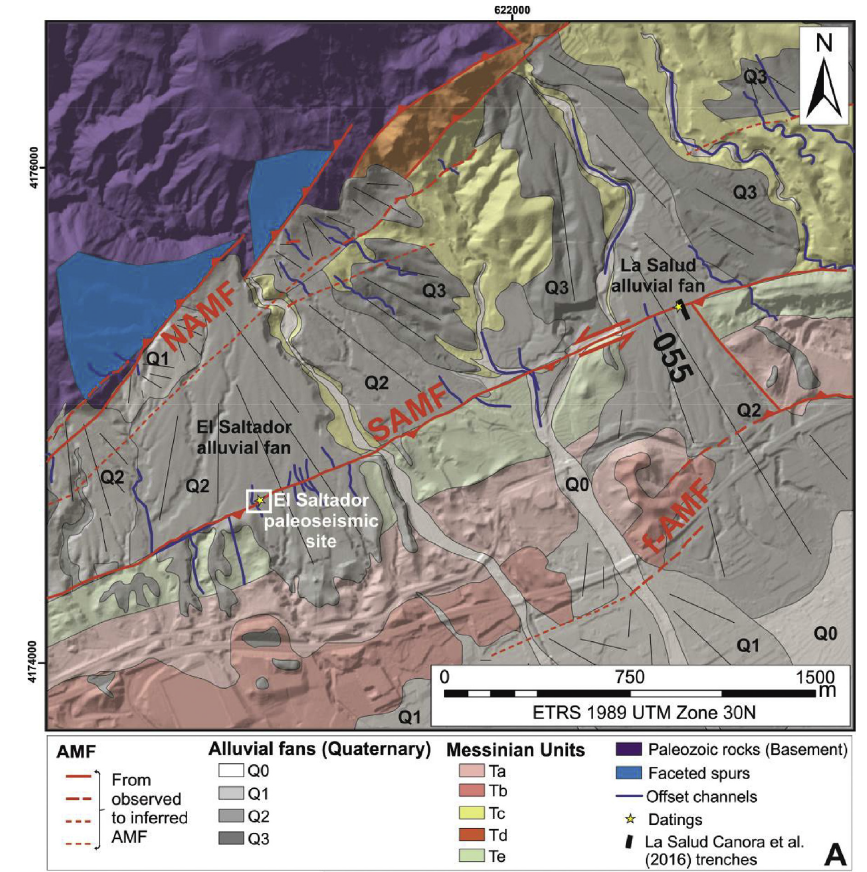 622000
N
4176000
4174000
Q3
Q3
Q3
Q3
La Salud
alluvial fan
NAMF
Q1
055
Q2
SAMF
Q2
El Saltador
alluvial fan
Q2
Q2
Q0
El Saltador
paleoseismic
site
f-AMF
Q0
Q1
Q1
0 750 1500
m
ETRS 1989 UTM Zone 30N
AMF
From
observed
to inferred
AMF
Alluvial fans (Quaternary)
Q0
Q1
Q2
Q3
Messinian Units
Ta
Tb
Tc
Td
Te
Paleozoic rocks (Basement)
Faceted spurs
Offset channels
Datings
La Salud Canora et al.
(2016) trenches
A